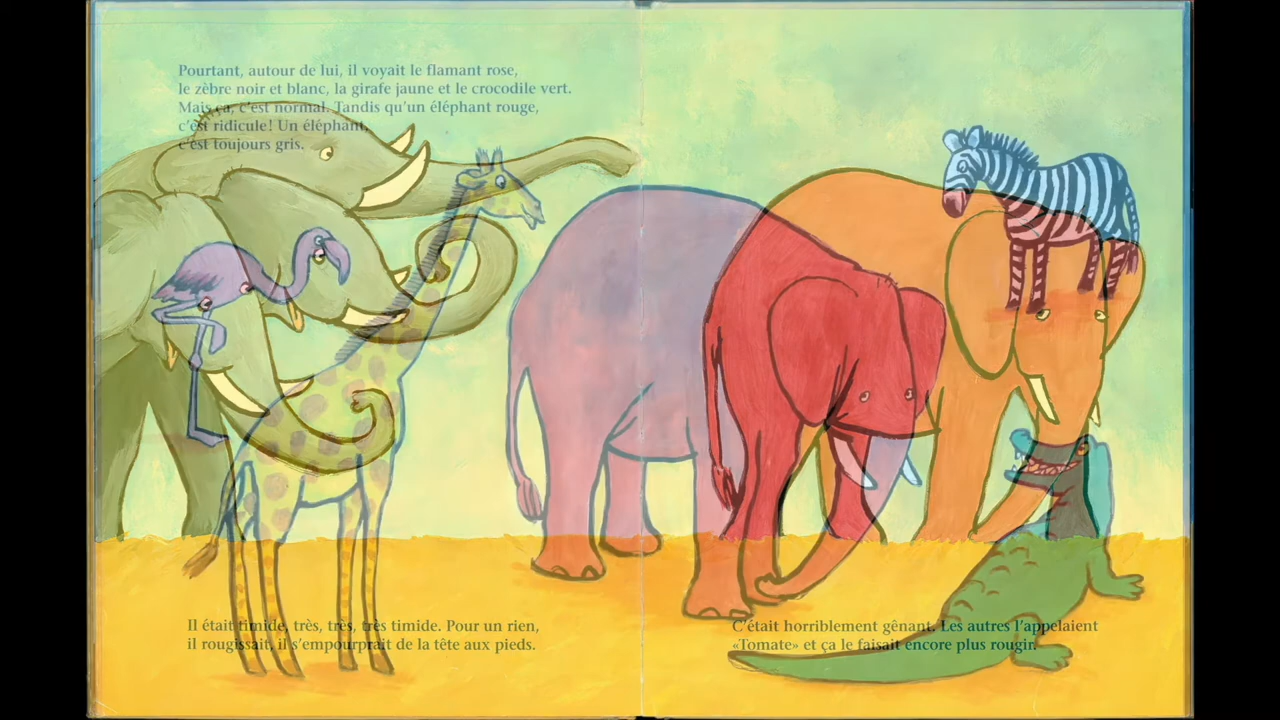 Pourtant, autour de lui, il voyait le flamant rose,
le zèbre noir et blanc, la girafe jaune et le crocodile vert.
Mais ça, c'est normal. Tandis qu'un éléphant rouge,
c'est ridicule! Un éléphant,
c'est toujours gris.
Il était timide, très, très, très timide. Pour un rien,
il rougissait, il s'empourprait de la tête aux pieds.
C'était horriblement gênant. Les autres l'appelaient
«Tomate» et ça le faisait encore plus rougir.